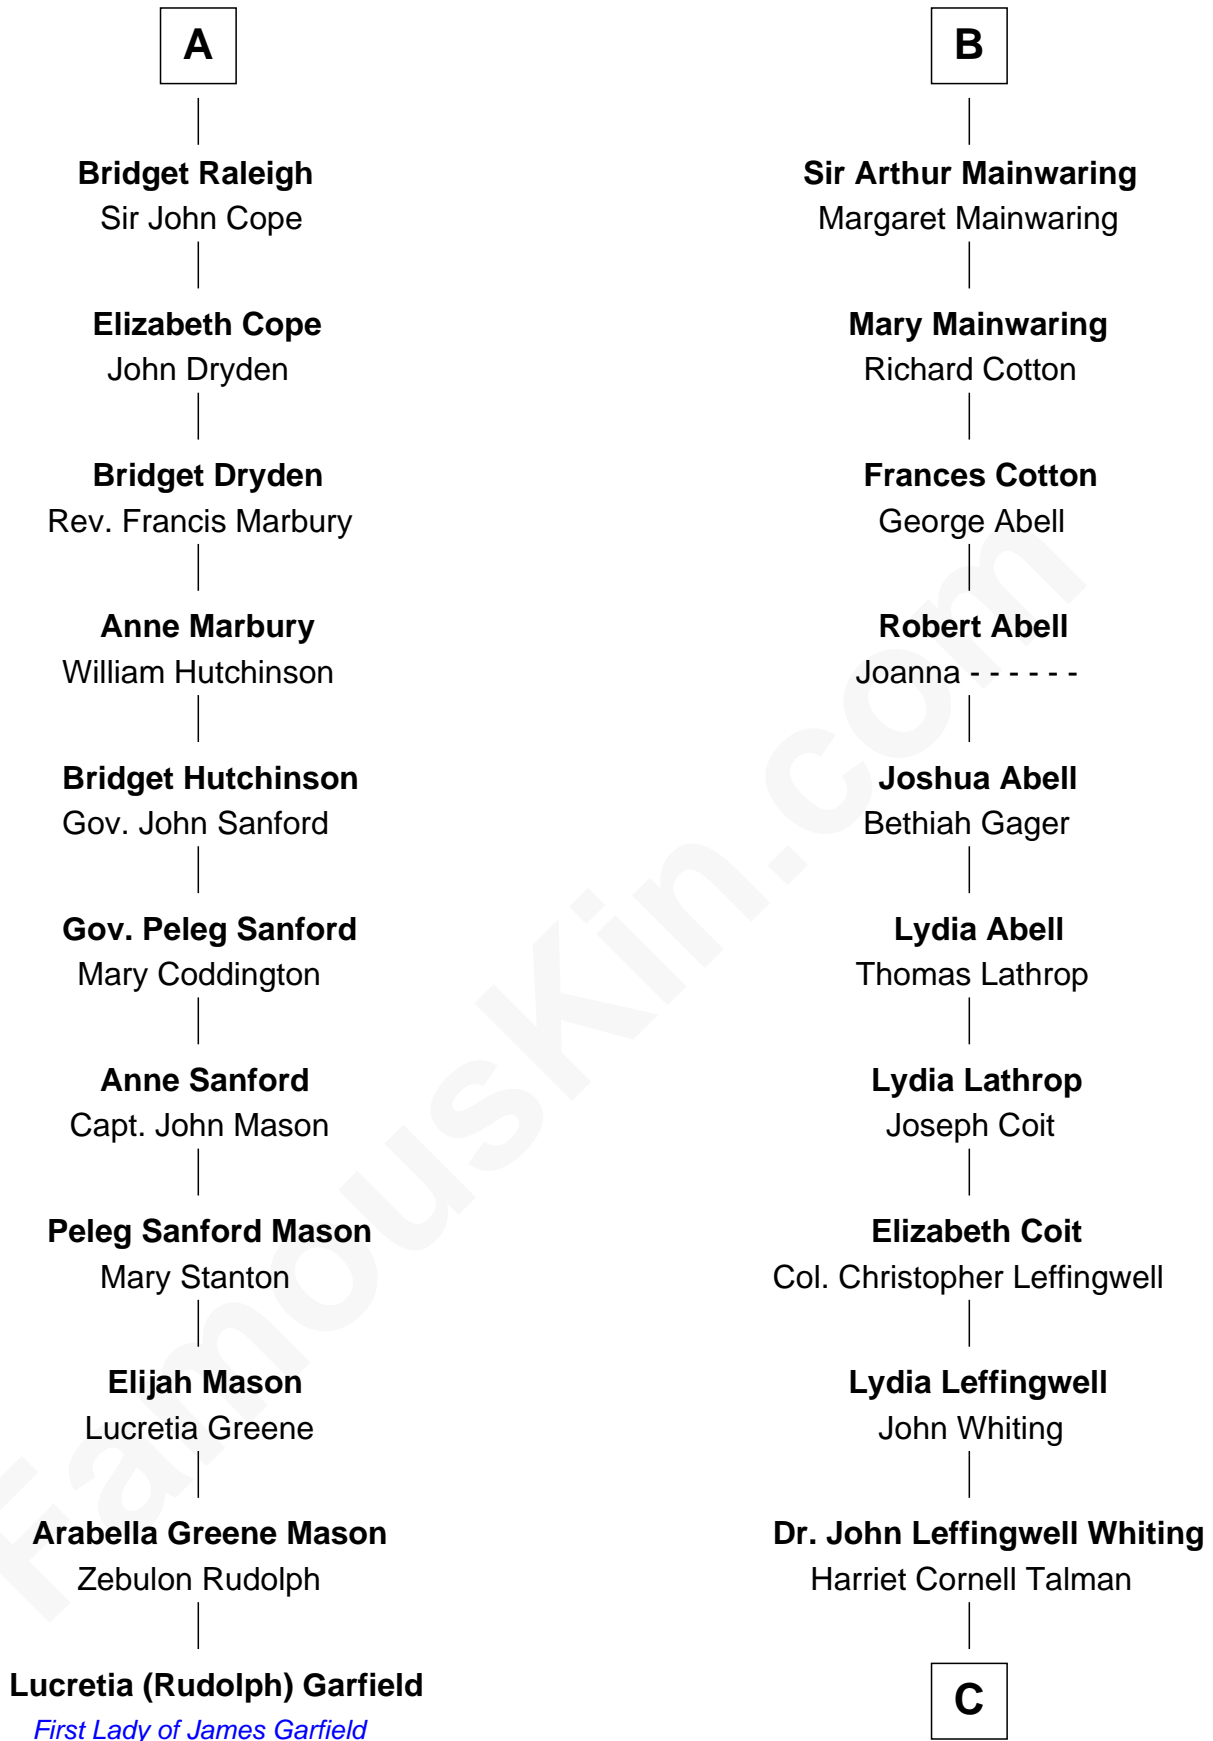 A
Bridget Raleigh
Sir John Cope
Elizabeth Cope
John Dryden
Bridget Dryden
Rev. Francis Marbury
Anne Marbury
William Hutchinson
Bridget Hutchinson
Gov. John Sanford
Gov. Peleg Sanford
Mary Coddington
Anne Sanford
Capt. John Mason
Peleg Sanford Mason
Mary Stanton
Elijah Mason
Lucretia Greene
Arabella Greene Mason
Zebulon Rudolph
Lucretia (Rudolph) Garfield
First Lady of James Garfield
B
Sir Arthur Mainwaring
Margaret Mainwaring
Mary Mainwaring
Richard Cotton
Frances Cotton
George Abell
Robert Abell
Joanna - - - - - -
Joshua Abell
Bethiah Gager
Lydia Abell
Thomas Lathrop
Lydia Lathrop
Joseph Coit
Elizabeth Coit
Col. Christopher Leffingwell
Lydia Leffingwell
John Whiting
Dr. John Leffingwell Whiting
Harriet Cornell Talman
C
FamousKin.com